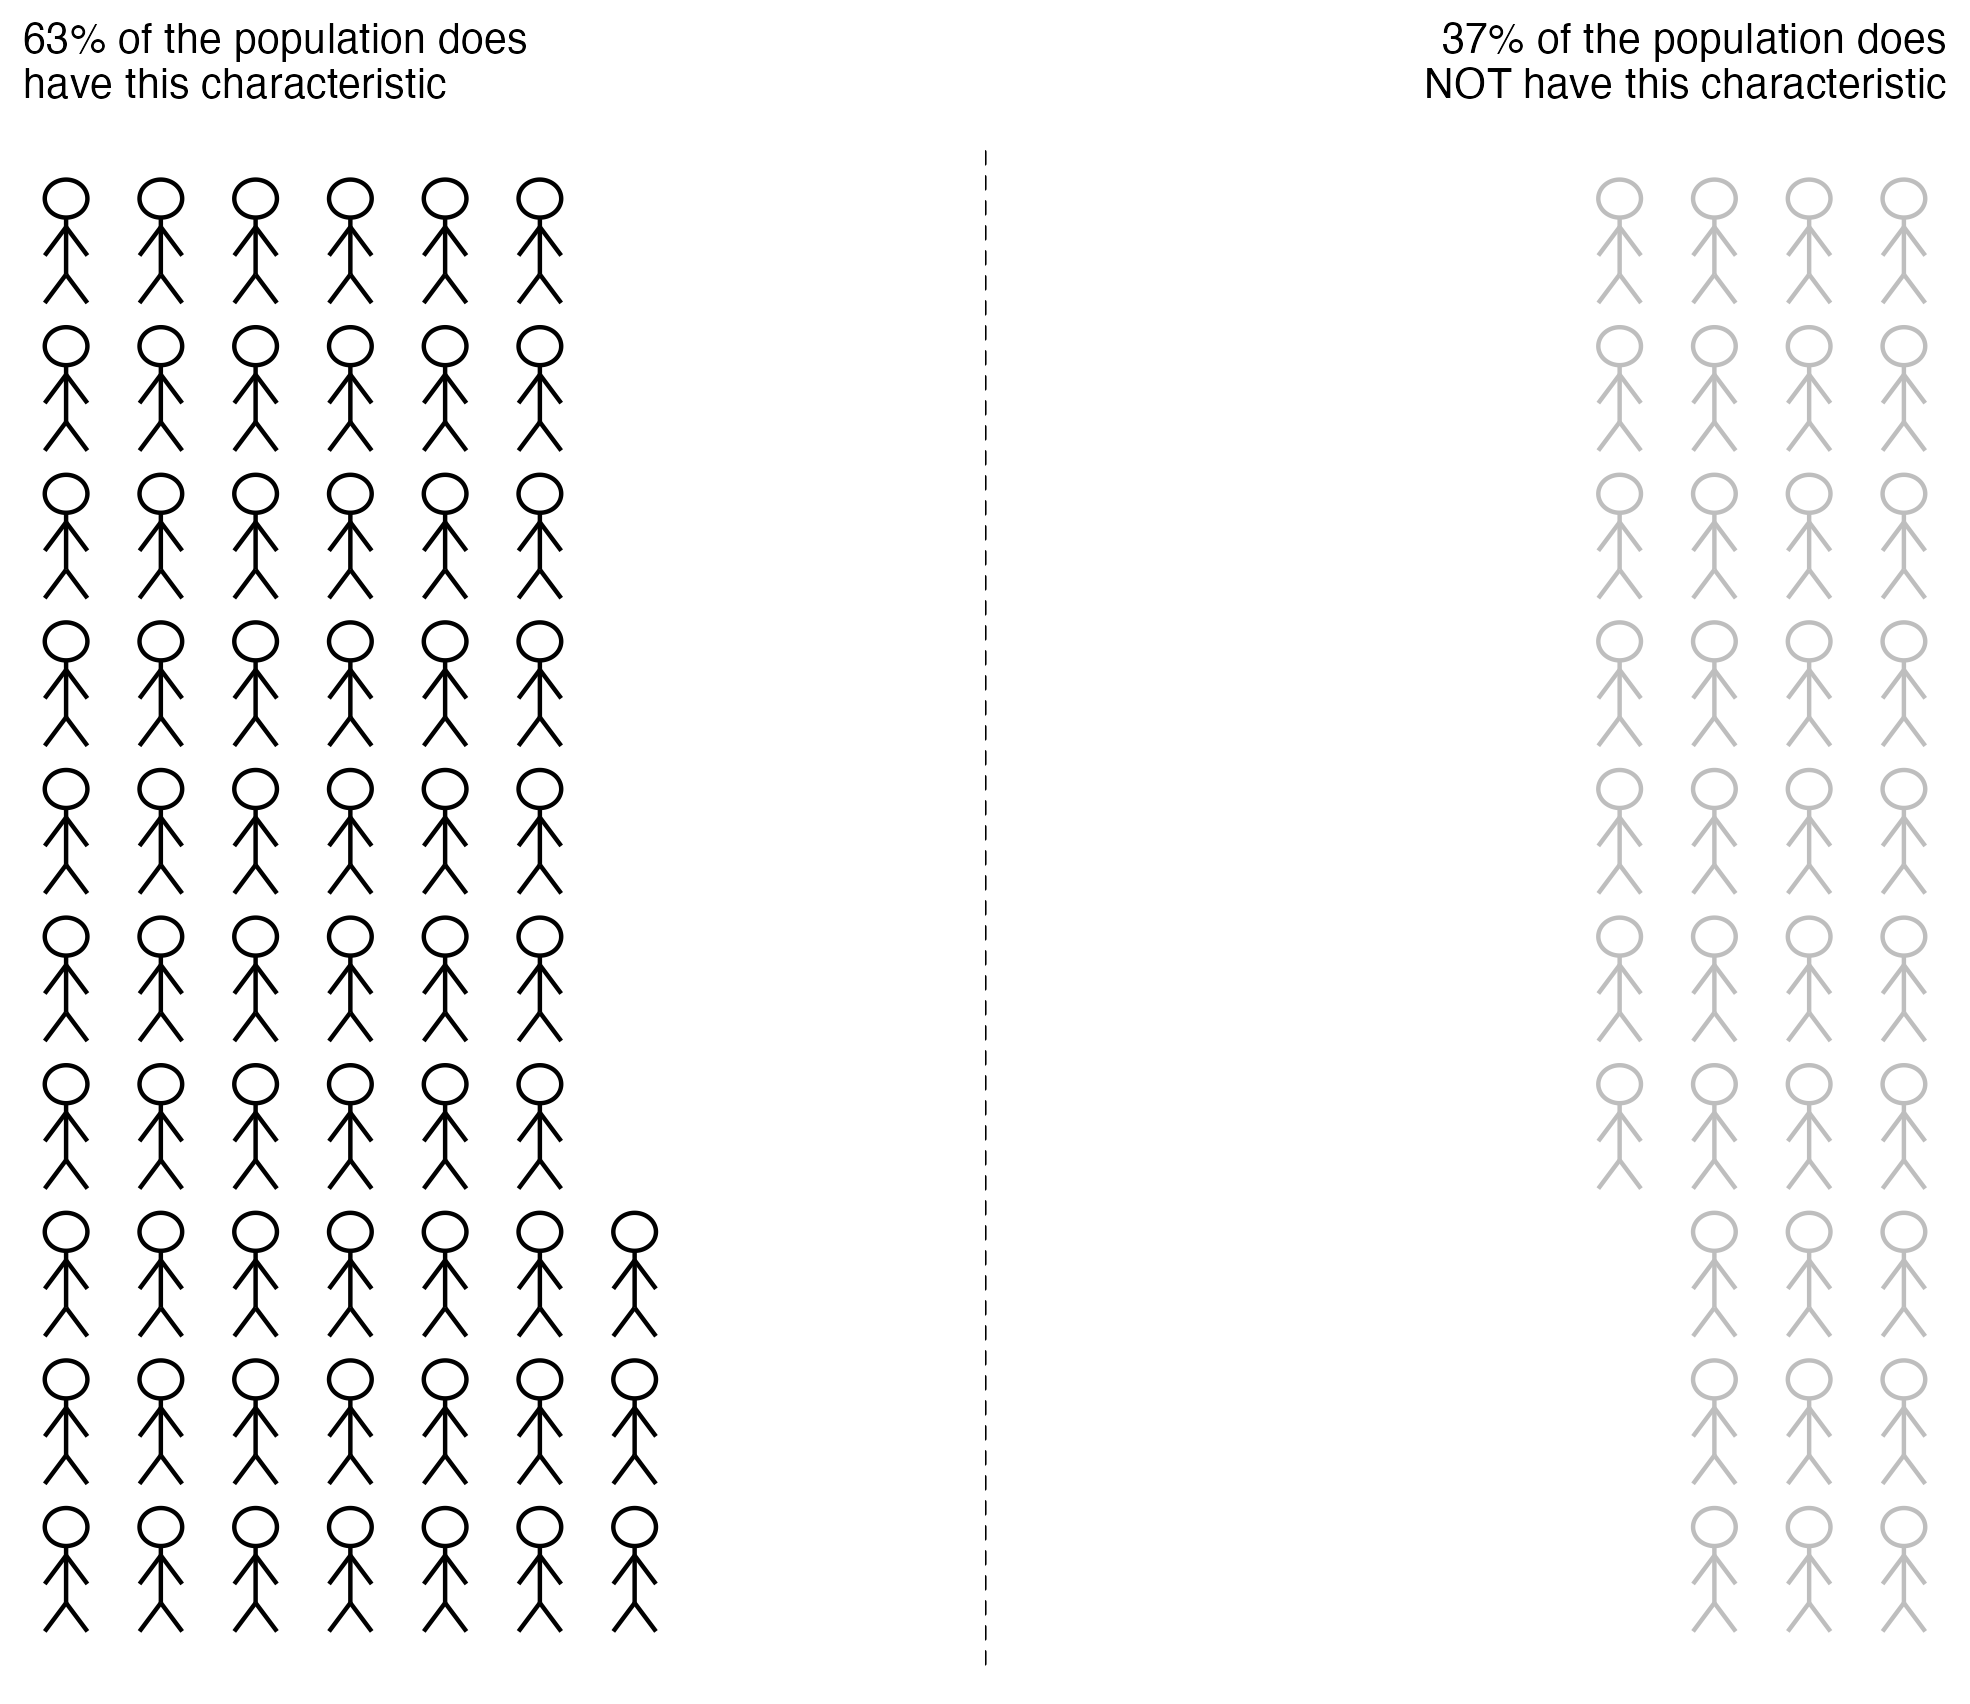 63% of the population does
have this characteristic
37% of the population does
NOT have this characteristic